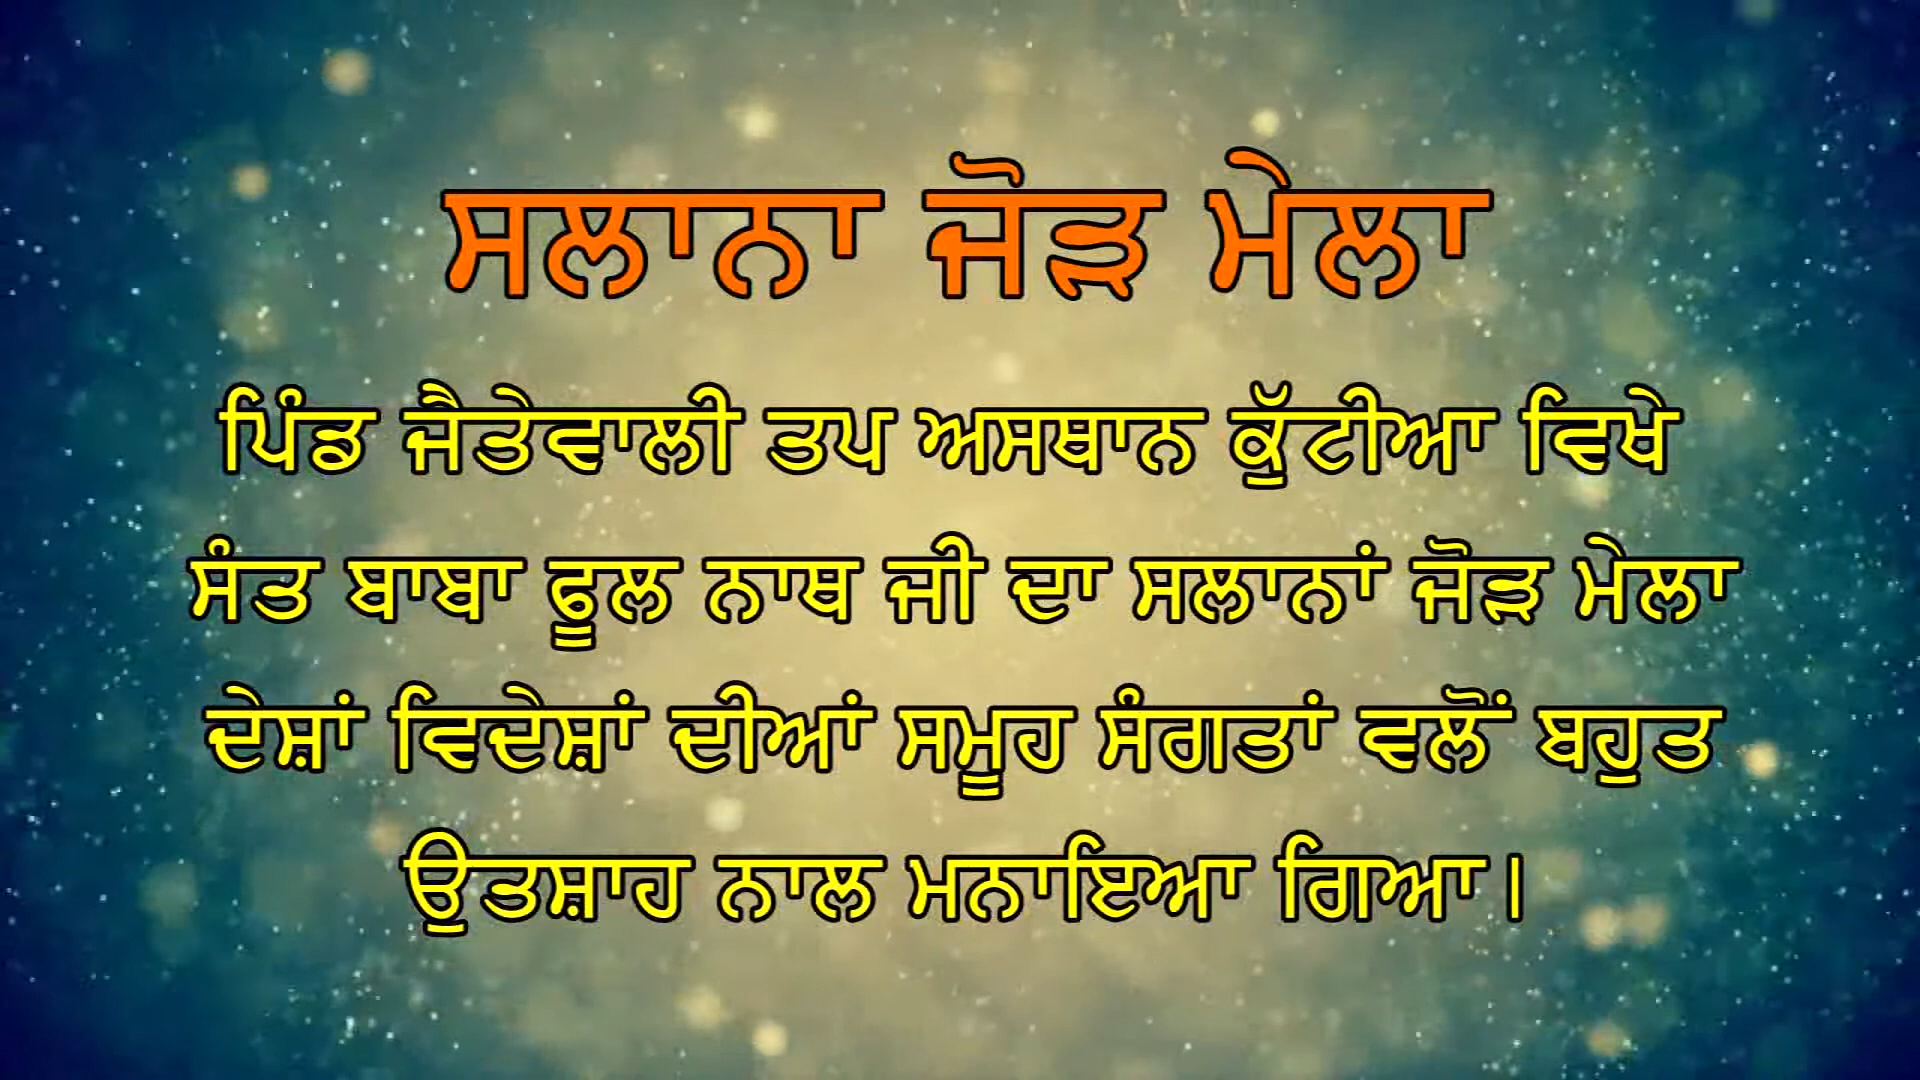 ਸਲਾਨਾ ਜੋੜ ਮੇਲਾ
ਪਿੰਡ ਜੈਤੇਵਾਲੀ ਤਪ ਅਸਥਾਨ ਕੁੱਟੀਆ ਵਿਖੇ
ਸੰਤ ਬਾਬਾ ਫੂਲ ਨਾਥ ਜੀ ਦਾ ਸਲਾਨਾਂ ਜੋੜ ਮੇਲਾ
ਦੇਸ਼ਾਂ ਵਿਦੇਸ਼ਾਂ ਦੀਆਂ ਸਮੂਹ ਸੰਗਤਾਂ ਵਲੋਂ ਬਹੁਤ
ਉਤਸ਼ਾਹ ਨਾਲ ਮਨਾਇਆ ਗਿਆ।